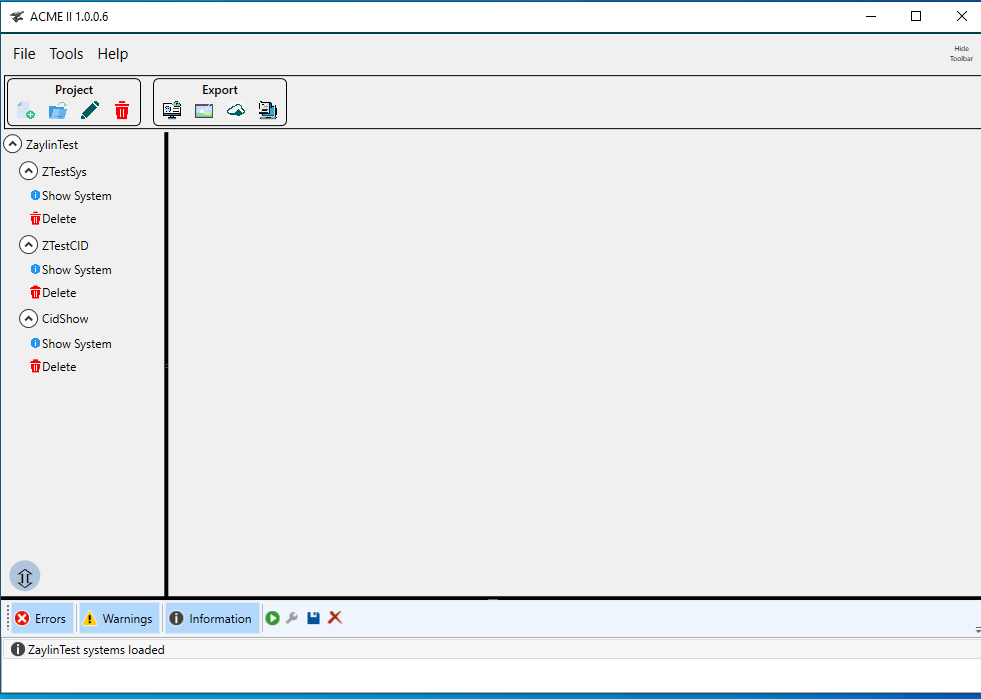 ACME II 1.0.0.6
File Tools Help
Hide
Toolbar
Project Export
ZaylinTest
ZTestSys
Show System
Delete
ZTestCID
Show System
Delete
CidShow
Show System
Delete
Errors Warnings Information
ZaylinTest systems loaded